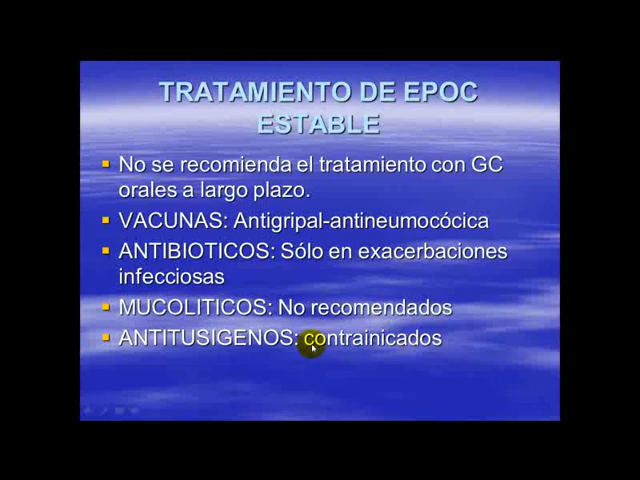 TRATAMIENTO DE EPOC
ESTABLE
No se recomienda el tratamiento con GC
orales a largo plazo.
VACUNAS: Antigripal-antineumocócica
ANTIBIOTICOS: Sólo en exacerbaciones
infecciosas
MUCOLITICOS: No recomendados
ANTITUSIGENOS: contrainicados